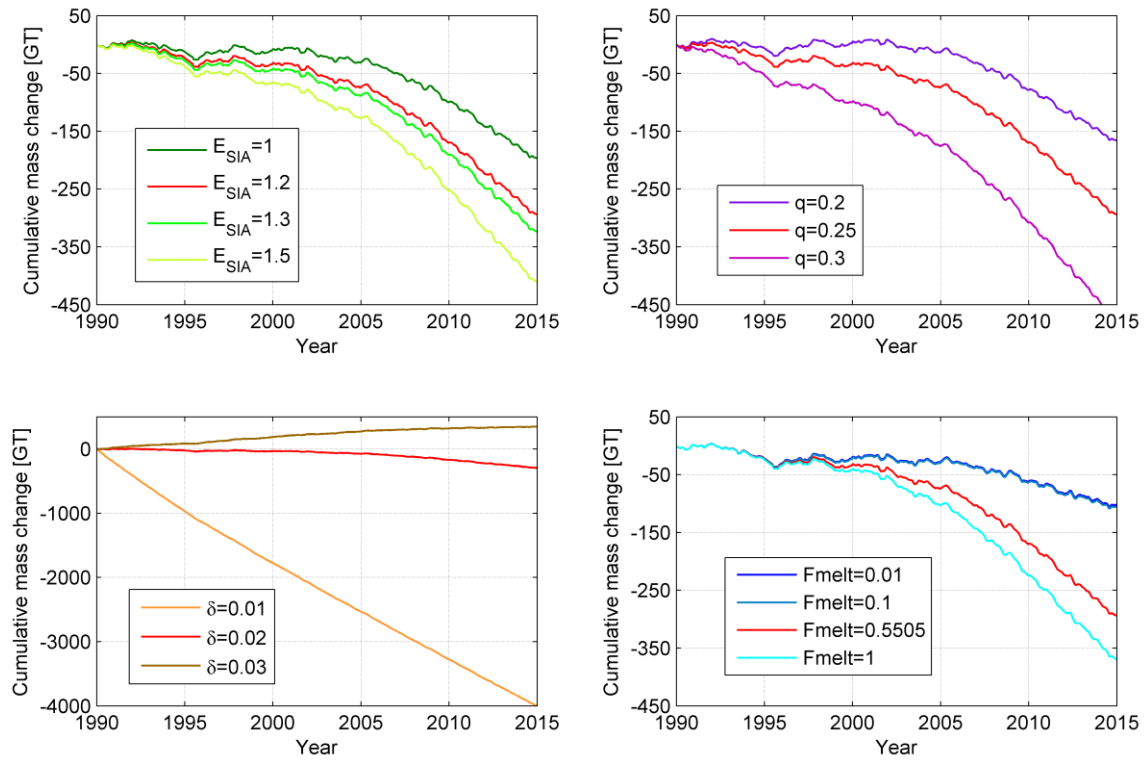 50
-50
-150
-250
-350
-450
Cumulative mass change [GT]
E_SIA=1
E_SIA=1.2
E_SIA=1.3
E_SIA=1.5
1990 1995 2000 2005 2010 2015
Year
50
-50
-150
-250
-350
-450
Cumulative mass change [GT]
q=0.2
q=0.25
q=0.3
1990 1995 2000 2005 2010 2015
Year
0
-1000
-2000
-3000
-4000
Cumulative mass change [GT]
δ=0.01
δ=0.02
δ=0.03
1990 1995 2000 2005 2010 2015
Year
50
-50
-150
-250
-350
-450
Cumulative mass change [GT]
Fmelt=0.01
Fmelt=0.1
Fmelt=0.5505
Fmelt=1
1990 1995 2000 2005 2010 2015
Year